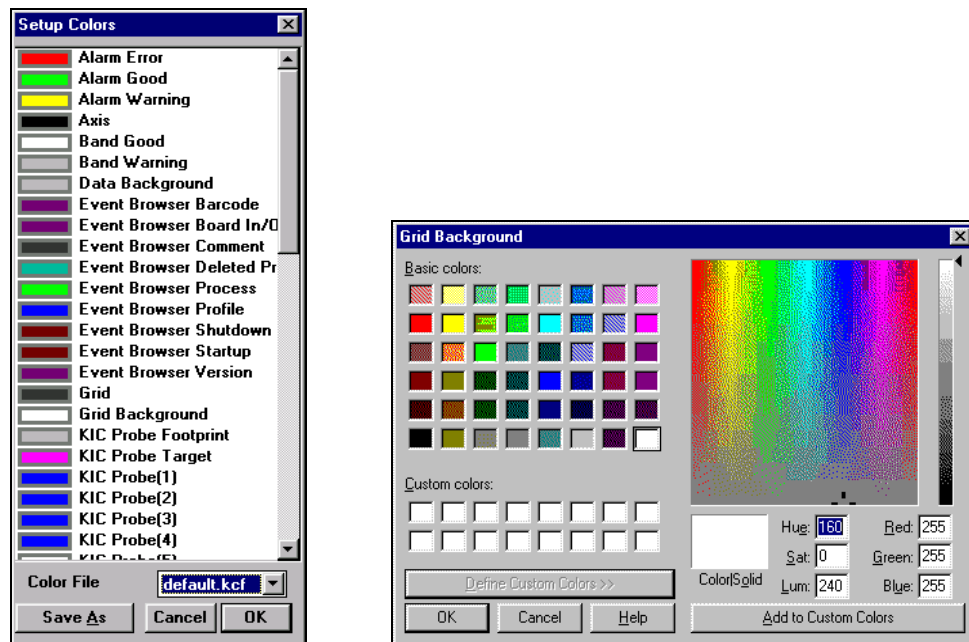 Setup Colors
Alarm Error
Alarm Good
Alarm Warning
Axis
Band Good
Band Warning
Data Background
Event Browser Barcode
Event Browser Board In/O
Event Browser Comment
Event Browser Deleted Pr
Event Browser Process
Event Browser Profile
Event Browser Shutdown
Event Browser Startup
Event Browser Version
Grid
Grid Background
KIC Probe Footprint
KIC Probe Target
KIC Probe(1)
KIC Probe(2)
KIC Probe(3)
KIC Probe(4)
KIC Probe(5)
Color File
default.kcf
Save As
Cancel
OK
Grid Background
Basic colors:
Custom colors:
Define Custom Colors >>
OK
Cancel
Help
Color|Solid
Hue: 160
Sat: 0
Lum: 240
Red: 255
Green: 255
Blue: 255
Add to Custom Colors